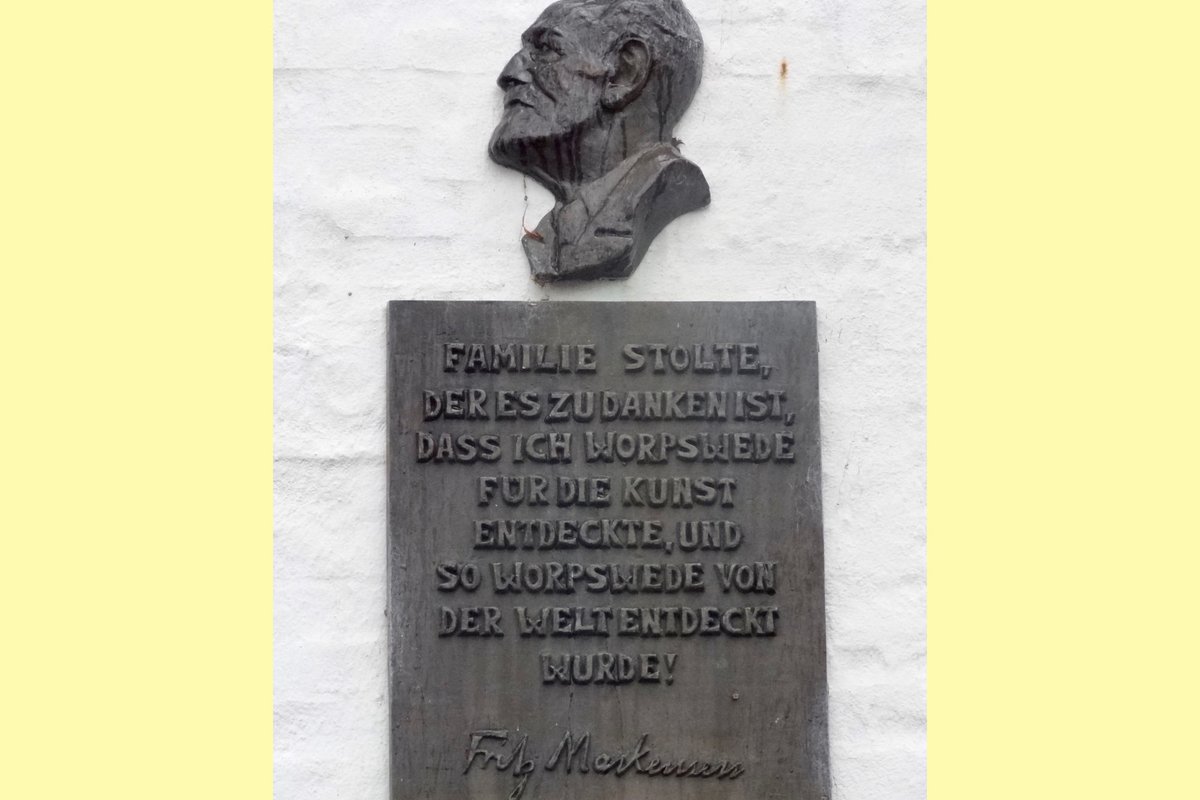 FAMILIE STOLTE,
DER ES ZU DANKEN IST,
DASS ICH WORPSWEDE
FÜR DIE KUNST
ENTDECKTE, UND
SO WORPSWEDE VON
DER WELT ENTDECKT
WURDE!
Fritz Mackensen